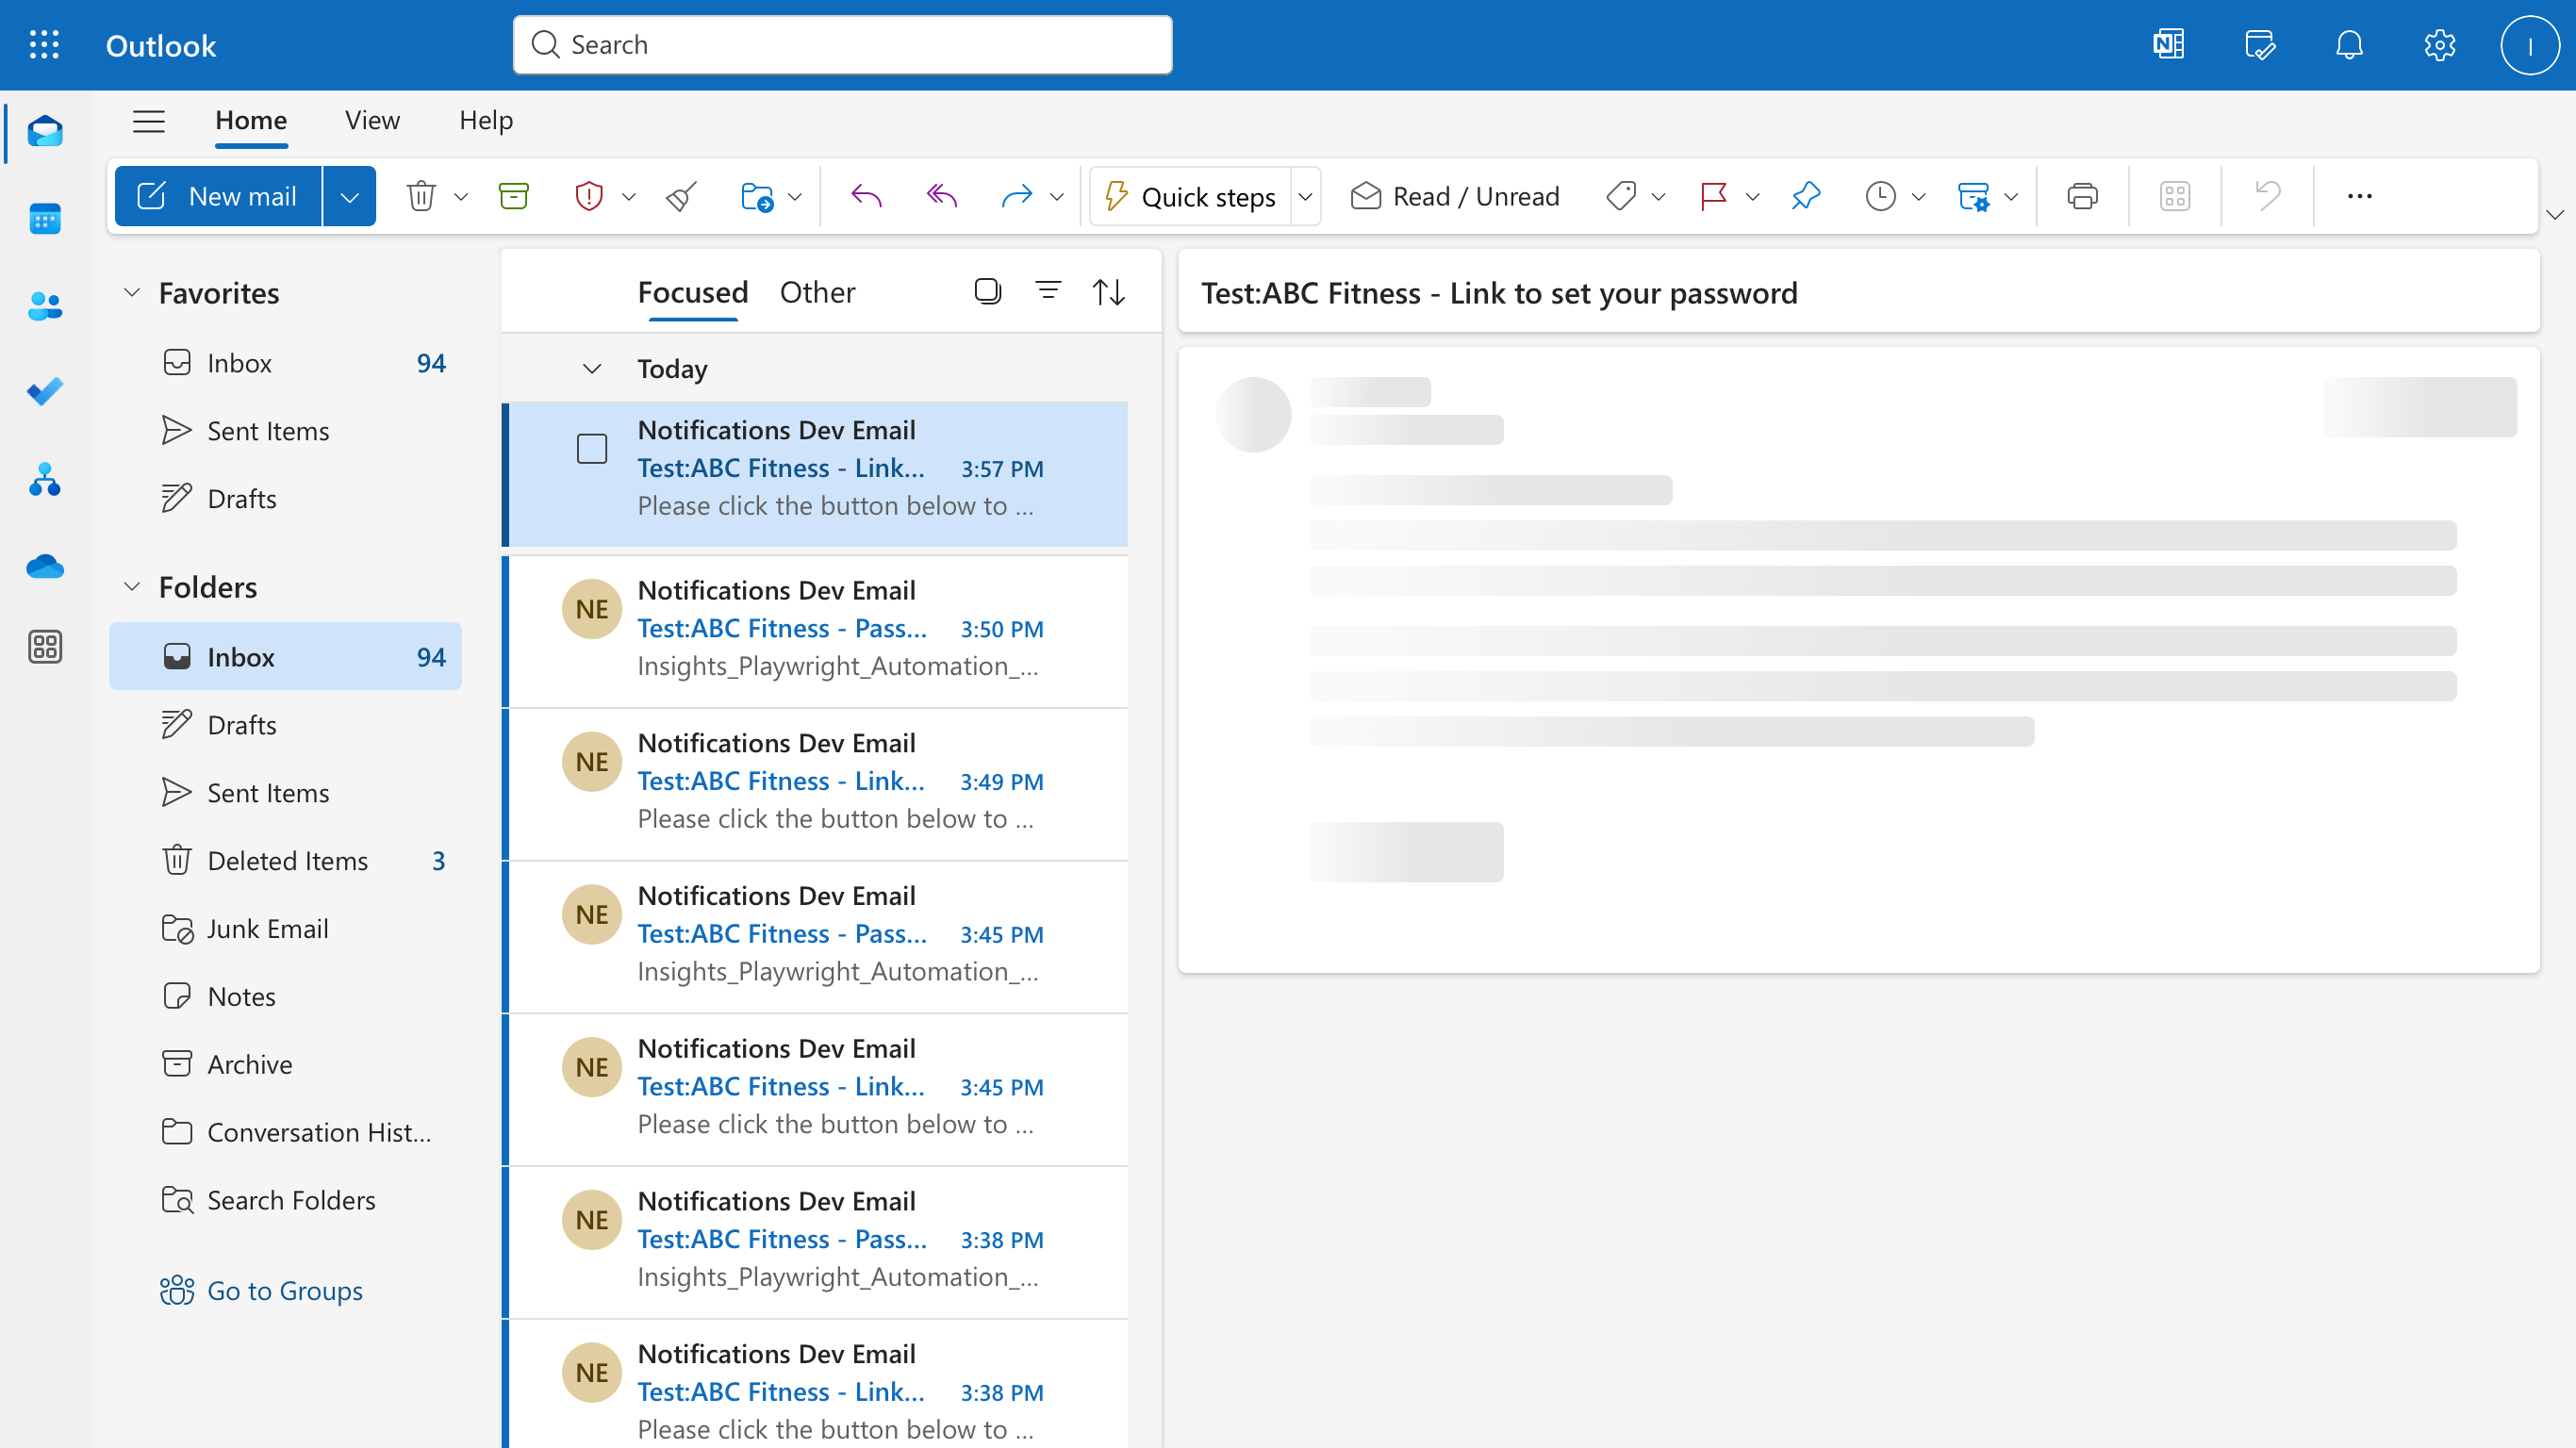 Outlook
Search
I
Home View Help
New mail
Quick steps
Read / Unread
Favorites
Inbox 94
Sent Items
Drafts
Folders
Inbox 94
Drafts
Sent Items
Deleted Items 3
Junk Email
Notes
Archive
Conversation Hist...
Search Folders
Go to Groups
Focused Other
Today
Notifications Dev Email
Test:ABC Fitness - Link... 3:57 PM
Please click the button below to ...
NE
Notifications Dev Email
Test:ABC Fitness - Pass... 3:50 PM
Insights_Playwright_Automation_...
NE
Notifications Dev Email
Test:ABC Fitness - Link... 3:49 PM
Please click the button below to ...
NE
Notifications Dev Email
Test:ABC Fitness - Pass... 3:45 PM
Insights_Playwright_Automation_...
NE
Notifications Dev Email
Test:ABC Fitness - Link... 3:45 PM
Please click the button below to ...
NE
Notifications Dev Email
Test:ABC Fitness - Pass... 3:38 PM
Insights_Playwright_Automation_...
NE
Notifications Dev Email
Test:ABC Fitness - Link... 3:38 PM
Please click the button below to ...
Test:ABC Fitness - Link to set your password